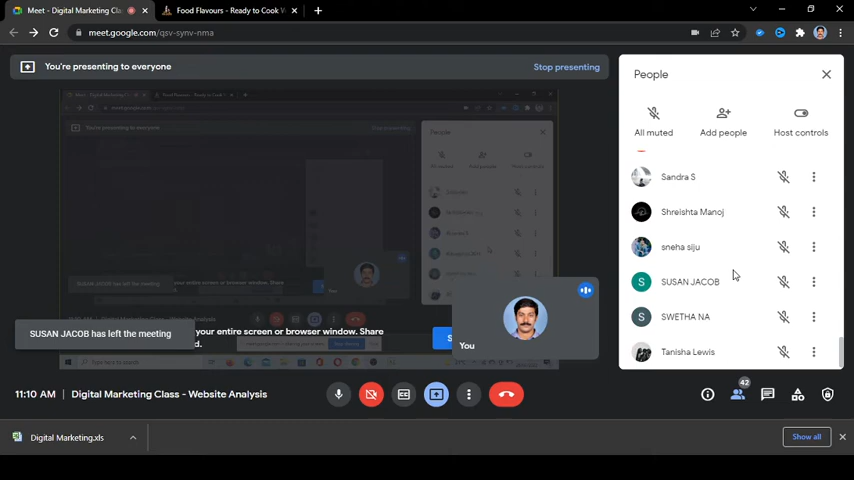 Meet - Digital Marketing Cla
Food Flavours - Ready to Cook
meet.google.com/qsv-synv-nma
You're presenting to everyone
Stop presenting
People
All muted
Add people
Host controls
Sandra S
Shreishta Manoj
sneha siju
S SUSAN JACOB
S SWETHA NA
Tanisha Lewis
SUSAN JACOB has left the meeting
your entire screen or browser window. Share
You
11:10 AM | Digital Marketing Class - Website Analysis
42
Digital Marketing.xls
Show all